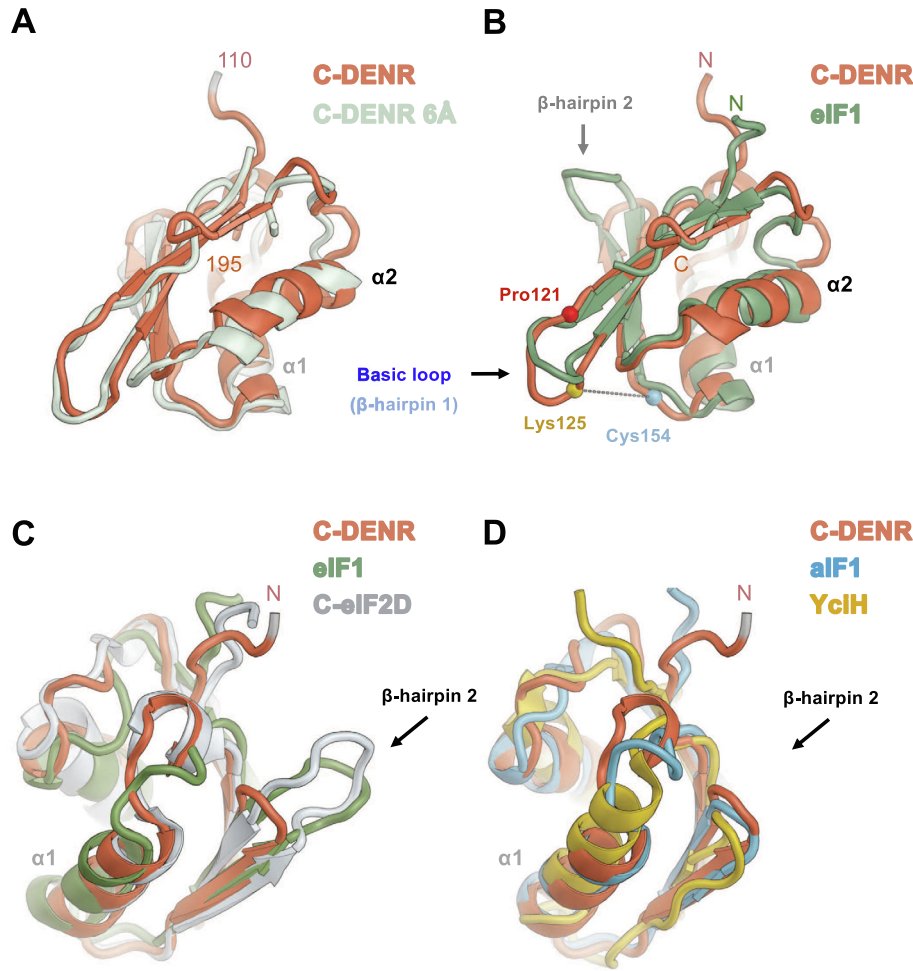 A
110
C-DENR
C-DENR 6Å
195
α2
α1
B
N
C-DENR
eIF1
N
β-hairpin 2
C
α2
Pro121
α1
Basic loop
(β-hairpin 1)
Lys125
Cys154
C
C-DENR
eIF1
C-eIF2D
N
β-hairpin 2
α1
D
C-DENR
aIF1
YciH
N
β-hairpin 2
α1